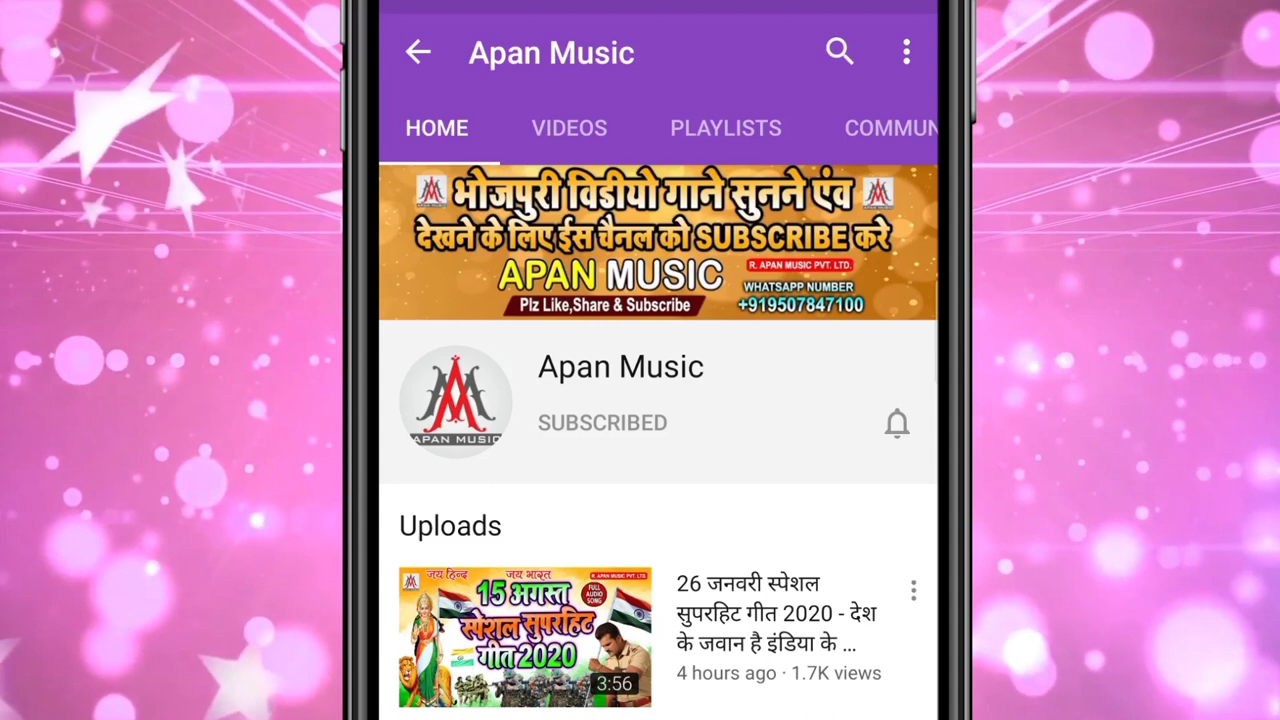 Apan Music
HOME VIDEOS PLAYLISTS COMMUN
भोजपुरी विडीयो गाने सुनने एंव
देखने के लिए ईस चैनल को SUBSCRIBE करे
APAN MUSIC
R. APAN MUSIC PVT. LTD.
WHATSAPP NUMBER
+919507847100
Plz Like,Share & Subscribe
Apan Music
SUBSCRIBED
APAN MUSIC
Uploads
जय हिन्द जय भारत
R. APAN MUSIC PVT. LTD
15 अगस्त
FULL
AUDIO
SONG
स्पेशल सुपरहिट
गीत 2020
3:56
26 जनवरी स्पेशल
सुपरहिट गीत 2020 - देश
के जवान है इंडिया के ...
4 hours ago · 1.7K views